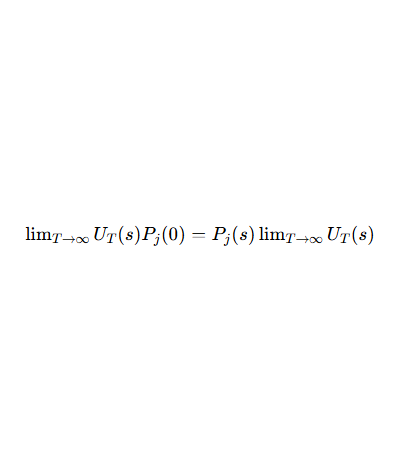 lim_{T→∞} U_T(s)P_j(0) = P_j(s) lim_{T→∞} U_T(s)